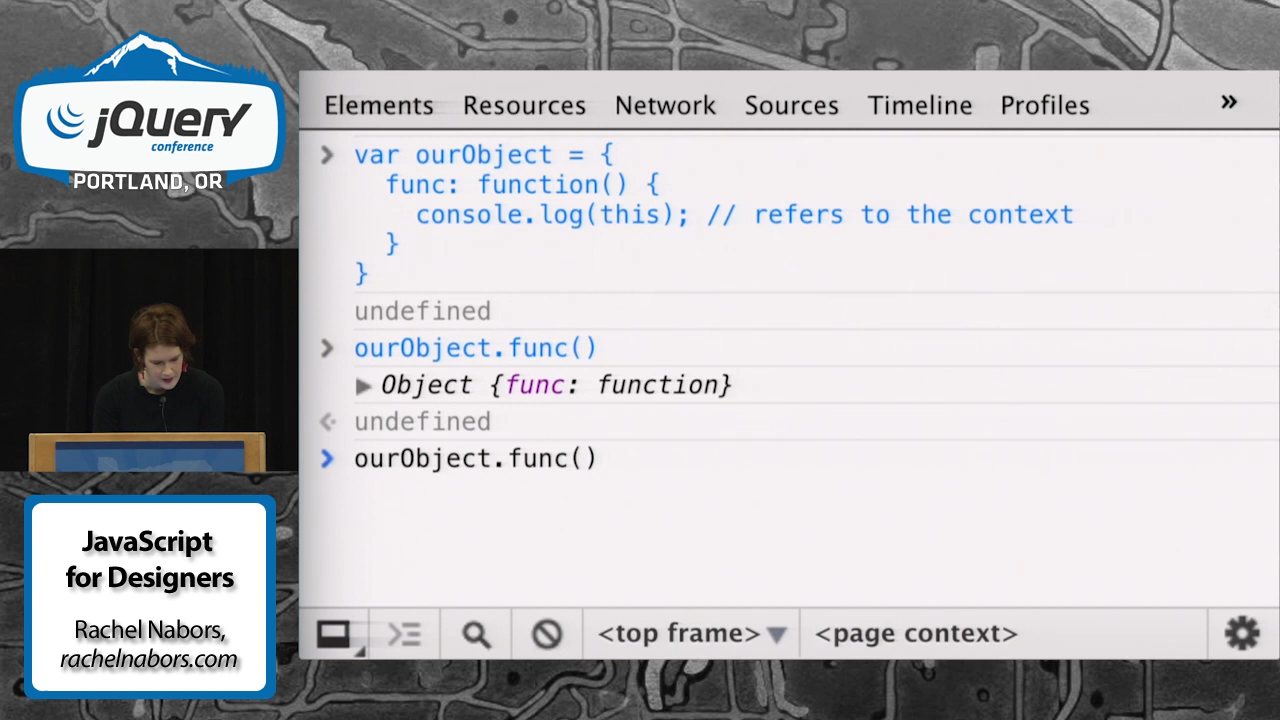 jQuery
conference
PORTLAND, OR
Elements Resources Network Sources Timeline Profiles »
> var ourObject = {
func: function() {
console.log(this); // refers to the context
}
}
undefined
> ourObject.func()
▶ Object {func: function}
undefined
> ourObject.func()
<top frame> ▼ <page context>
JavaScript
for Designers
Rachel Nabors,
rachelnabors.com